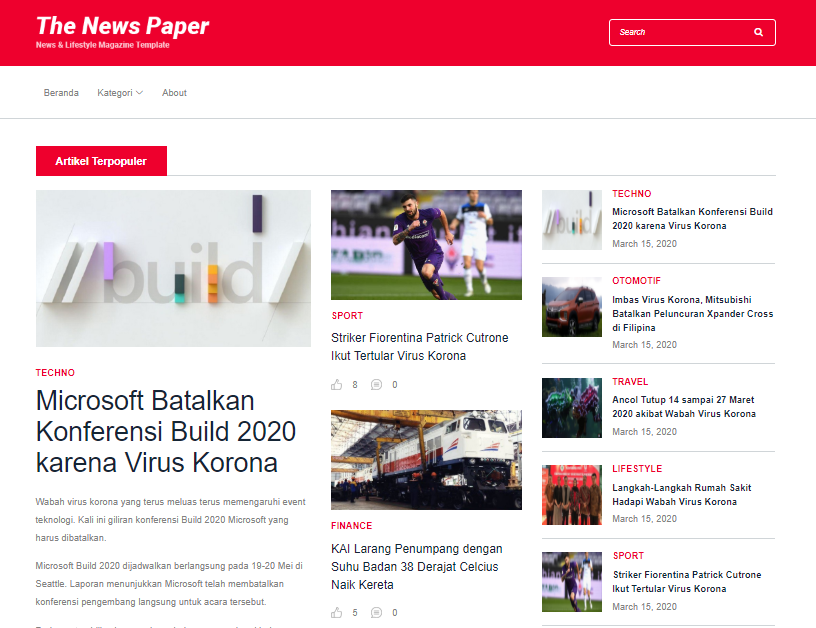 The News Paper
News & Lifestyle Magazine Template
Search
Beranda
Kategori
About
Artikel Terpopuler
//build/
TECHNO
Microsoft Batalkan
Konferensi Build 2020
karena Virus Korona
Wabah virus korona yang terus meluas terus memengaruhi event
teknologi. Kali ini giliran konferensi Build 2020 Microsoft yang
harus dibatalkan.
Microsoft Build 2020 dijadwalkan berlangsung pada 19-20 Mei di
Seattle. Laporan menunjukkan Microsoft telah membatalkan
konferensi pengembang langsung untuk acara tersebut.
SPORT
Striker Fiorentina Patrick Cutrone
Ikut Tertular Virus Korona
8 0
FINANCE
KAI Larang Penumpang dengan
Suhu Badan 38 Derajat Celcius
Naik Kereta
5 0
TECHNO
Microsoft Batalkan Konferensi Build
2020 karena Virus Korona
March 15, 2020
OTOMOTIF
Imbas Virus Korona, Mitsubishi
Batalkan Peluncuran Xpander Cross
di Filipina
March 15, 2020
TRAVEL
Ancol Tutup 14 sampai 27 Maret
2020 akibat Wabah Virus Korona
March 15, 2020
LIFESTYLE
Langkah-Langkah Rumah Sakit
Hadapi Wabah Virus Korona
March 15, 2020
SPORT
Striker Fiorentina Patrick Cutrone
Ikut Tertular Virus Korona
March 15, 2020